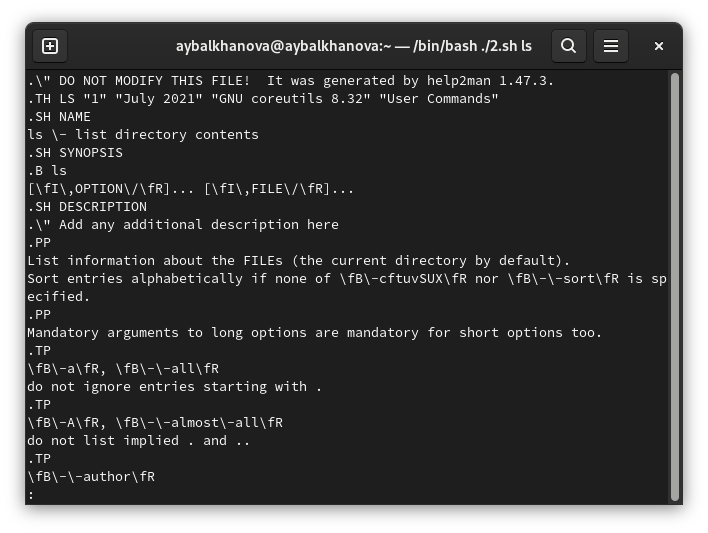 aybalkhanova@aybalkhanova:~ — /bin/bash ./2.sh ls
.\" DO NOT MODIFY THIS FILE!  It was generated by help2man 1.47.3.
.TH LS "1" "July 2021" "GNU coreutils 8.32" "User Commands"
.SH NAME
ls \- list directory contents
.SH SYNOPSIS
.B ls
[\fI\,OPTION\/\fR]... [\fI\,FILE\/\fR]...
.SH DESCRIPTION
.\" Add any additional description here
.PP
List information about the FILEs (the current directory by default).
Sort entries alphabetically if none of \fB\-cftuvSUX\fR nor \fB\-\-sort\fR is sp
ecified.
.PP
Mandatory arguments to long options are mandatory for short options too.
.TP
\fB\-a\fR, \fB\-\-all\fR
do not ignore entries starting with .
.TP
\fB\-A\fR, \fB\-\-almost\-all\fR
do not list implied . and ..
.TP
\fB\-\-author\fR
: